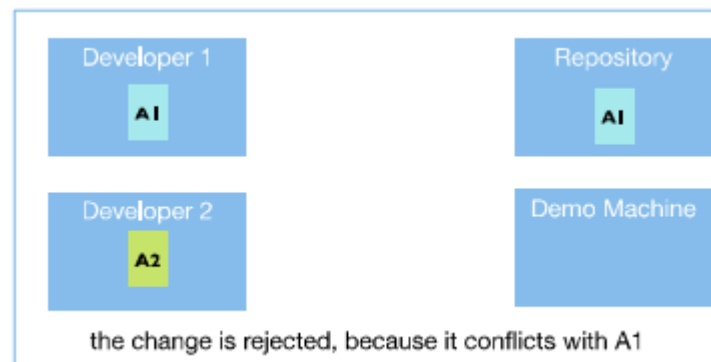 Developer 1
A1
Repository
A1
Developer 2
A2
Demo Machine
the change is rejected, because it conflicts with A1